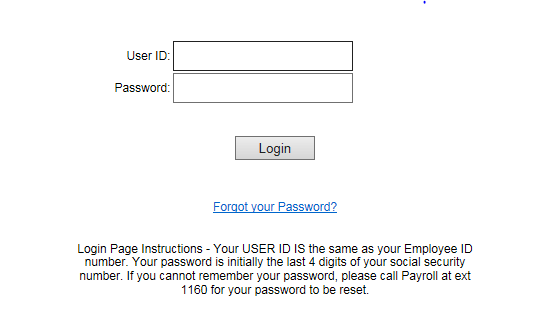 User ID:
Password:
Login
Forgot your Password?
Login Page Instructions - Your USER ID IS the same as your Employee ID
number. Your password is initially the last 4 digits of your social security
number. If you cannot remember your password, please call Payroll at ext
1160 for your password to be reset.